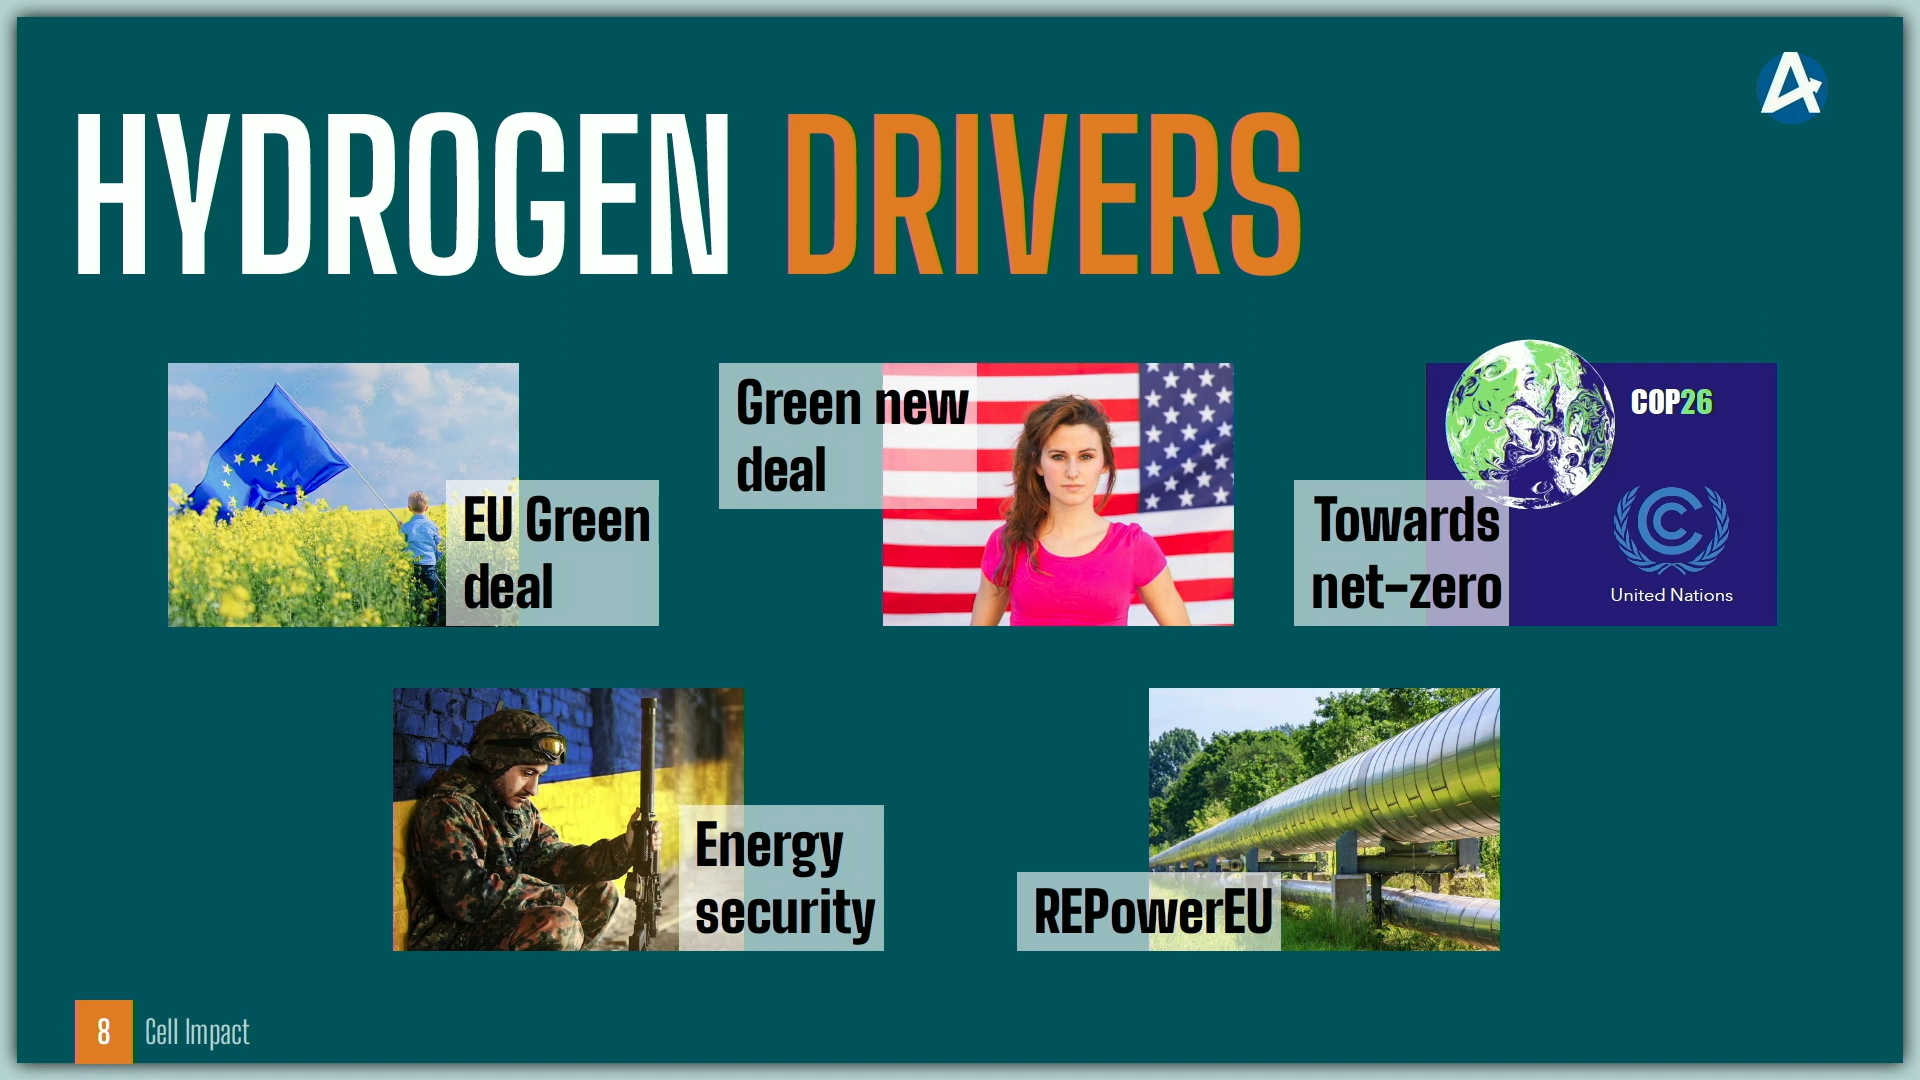 HYDROGEN DRIVERS
EU Green
deal
Green new
deal
Towards
net-zero
COP26
United Nations
Energy
security
REPowerEU
8 Cell Impact